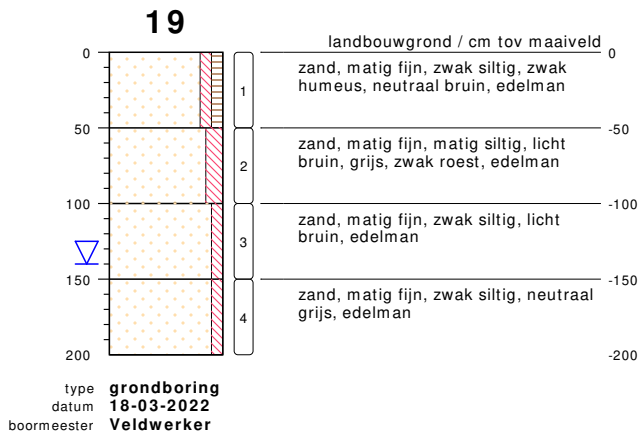 19
landbouwgrond / cm tov maaiveld
0
0
zand, matig fijn, zwak siltig, zwak
humeus, neutraal bruin, edelman
1
50
-50
zand, matig fijn, matig siltig, licht
bruin, grijs, zwak roest, edelman
2
100
-100
zand, matig fijn, zwak siltig, licht
bruin, edelman
3
150
-150
zand, matig fijn, zwak siltig, neutraal
grijs, edelman
4
200
-200
type grondboring
datum 18-03-2022
boormeester Veldwerker